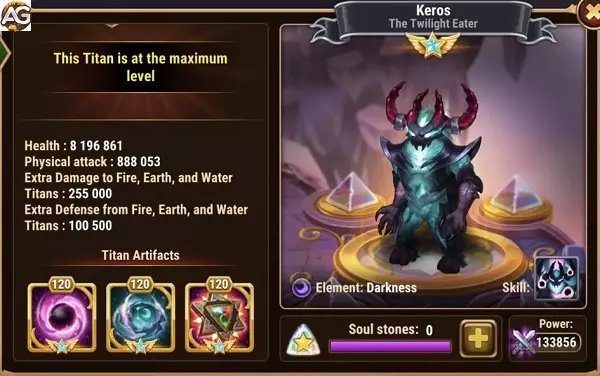 AG
Keros
The Twilight Eater
This Titan is at the maximum
level
Health : 8 196 861
Physical attack : 888 053
Extra Damage to Fire, Earth, and Water
Titans : 255 000
Extra Defense from Fire, Earth, and Water
Titans : 100 500
Titan Artifacts
120 120 120
Element: Darkness Skill:
Soul stones: 0
Power:
133856